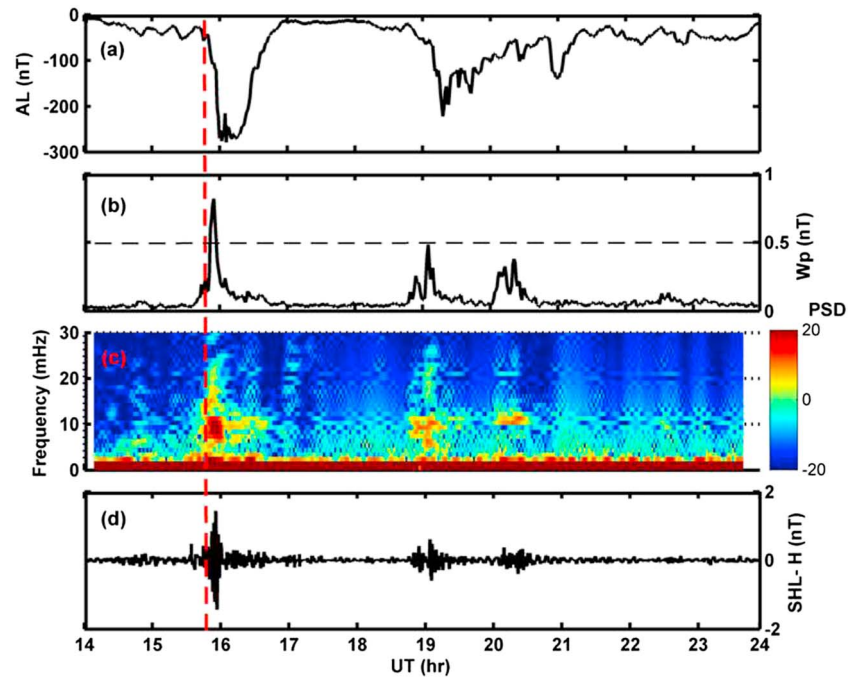 0
-100
-200
-300
AL (nT)
(a)
1
0.5
0
Wp (nT)
(b)
PSD
30
20
10
0
Frequency (mHz)
(c)
20
0
-20
2
0
-2
SHL- H (nT)
(d)
14 15 16 17 18 19 20 21 22 23 24
UT (hr)